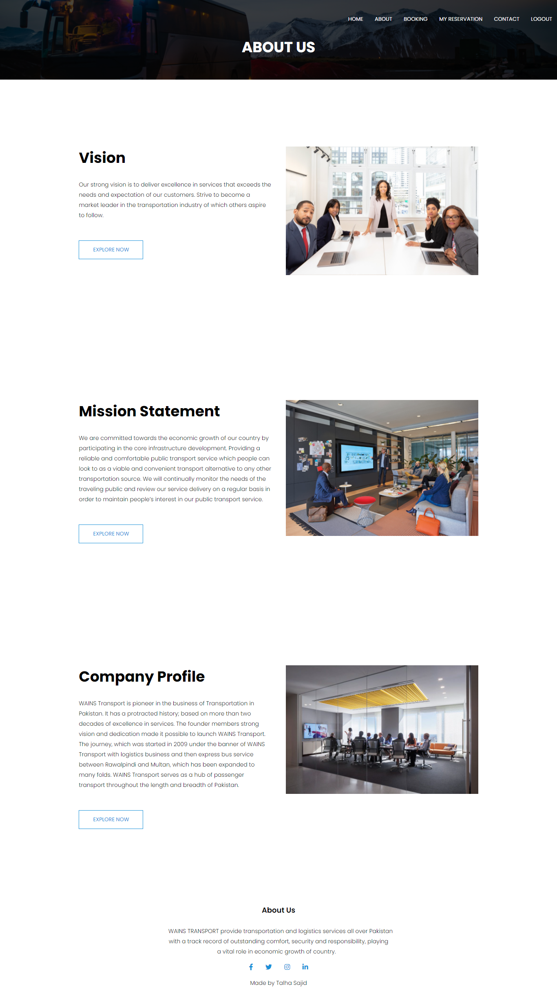 HOME ABOUT BOOKING MY RESERVATION CONTACT LOGOUT
ABOUT US
Vision
Our strong vision is to deliver excellence in services that exceeds the
needs and expectation of our customers. Strive to become a
market leader in the transportation industry of which others aspire
to follow.
EXPLORE NOW
Mission Statement
We are committed towards the economic growth of our country by
participating in the core infrastructure development. Providing a
reliable and comfortable public transport service which people can
look to as a viable and convenient transport alternative to any other
transportation source. We will continually monitor the needs of the
traveling public and review our service delivery on a regular basis in
order to maintain people’s interest in our public transport service.
EXPLORE NOW
Company Profile
WAINS Transport is pioneer in the business of Transportation in
Pakistan. It has a protracted history; based on more than two
decades of excellence in services. The founder members strong
vision and dedication made it possible to launch WAINS Transport.
The journey, which was started in 2009 under the banner of WAINS
Transport with logistics business and then express bus service
between Rawalpindi and Multan, which has been expanded to
many folds. WAINS Transport serves as a hub of passenger
transport throughout the length and breadth of Pakistan.
EXPLORE NOW
About Us
WAINS TRANSPORT provide transportation and logistics services all over Pakistan
with a track record of outstanding comfort, security and responsibility, playing
a vital role in economic growth of country.
Made by Talha Sajid